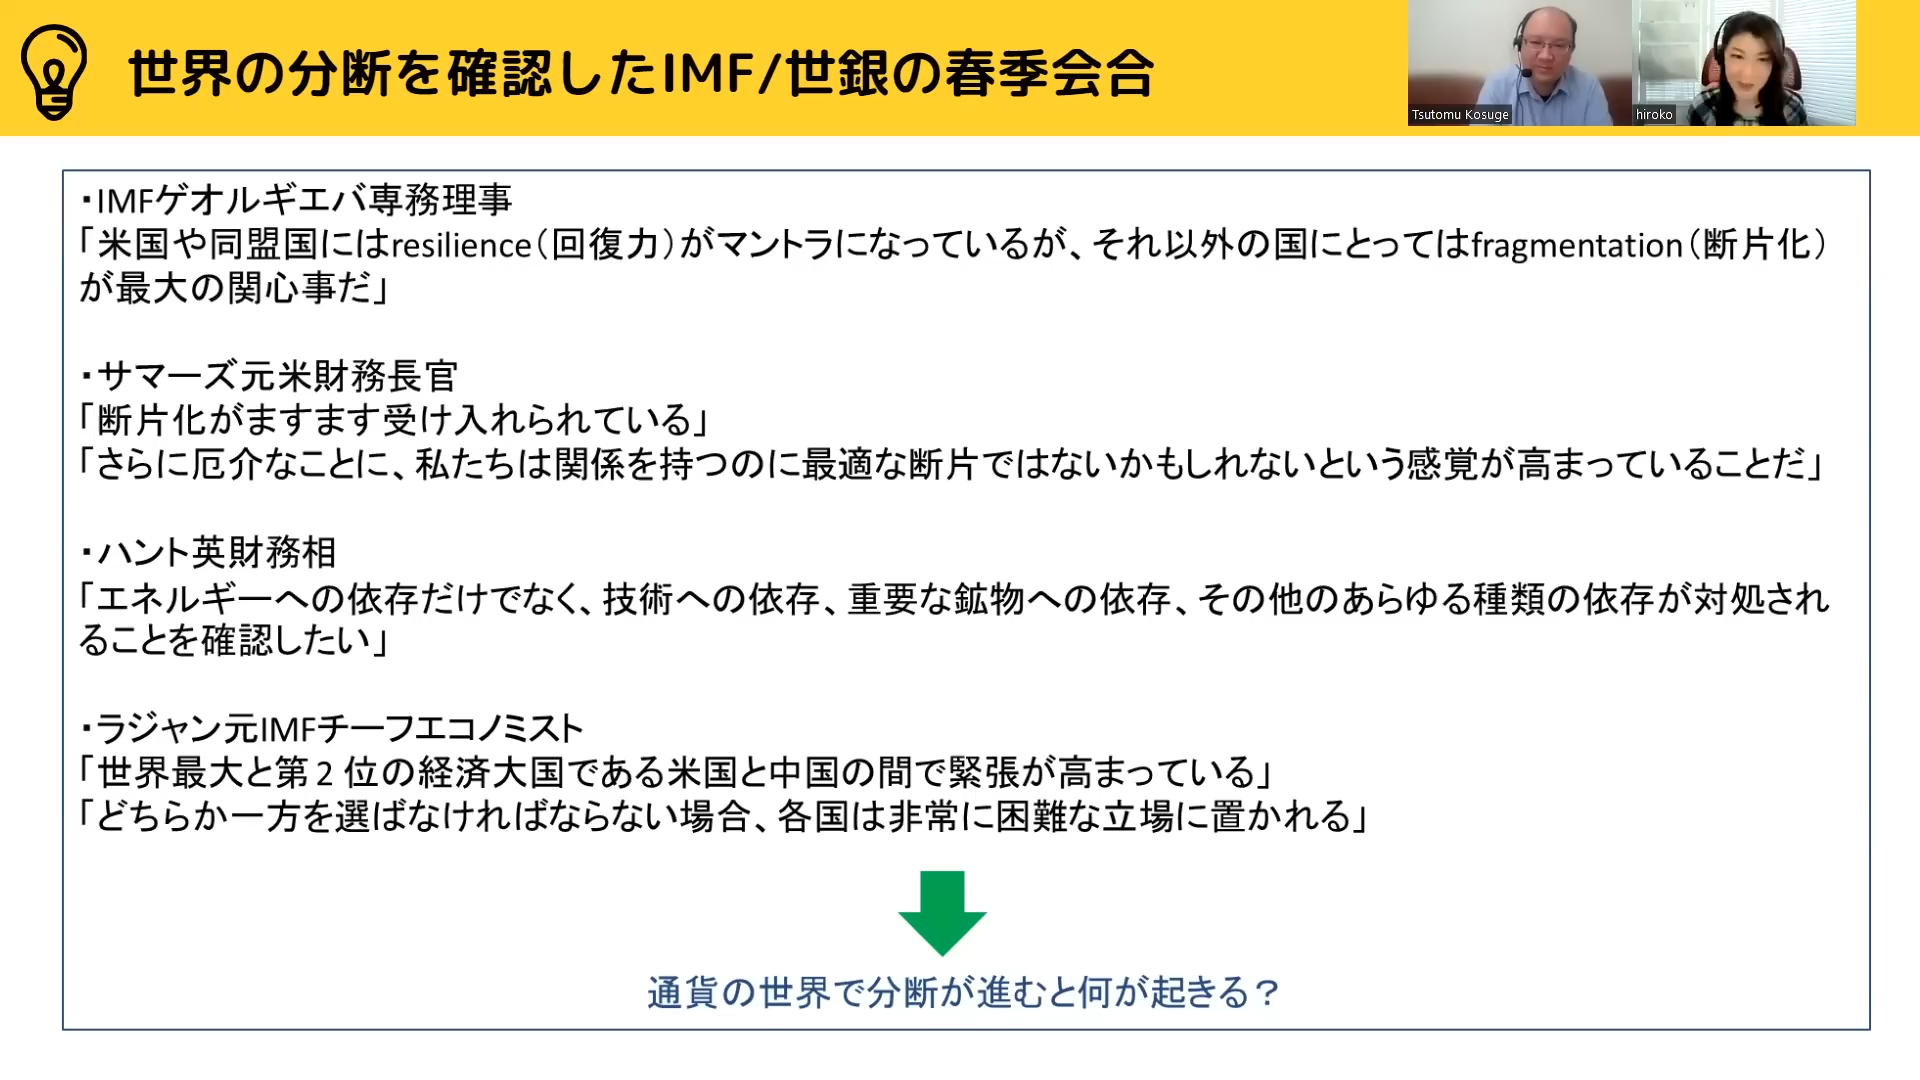 世界の分断を確認したIMF/世銀の春季会合
Tsutomu Kosuge
hiroko
・IMFゲオルギエバ専務理事
「米国や同盟国にはresilience（回復力）がマントラになっているが、それ以外の国にとってはfragmentation（断片化）
が最大の関心事だ」
・サマーズ元米財務長官
「断片化がますます受け入れられている」
「さらに厄介なことに、私たちは関係を持つのに最適な断片ではないかもしれないという感覚が高まっていることだ」
・ハント英財務相
「エネルギーへの依存だけでなく、技術への依存、重要な鉱物への依存、その他のあらゆる種類の依存が対処され
ることを確認したい」
・ラジャン元IMFチーフエコノミスト
「世界最大と第２位の経済大国である米国と中国の間で緊張が高まっている」
「どちらか一方を選ばなければならない場合、各国は非常に困難な立場に置かれる」
通貨の世界で分断が進むと何が起きる？